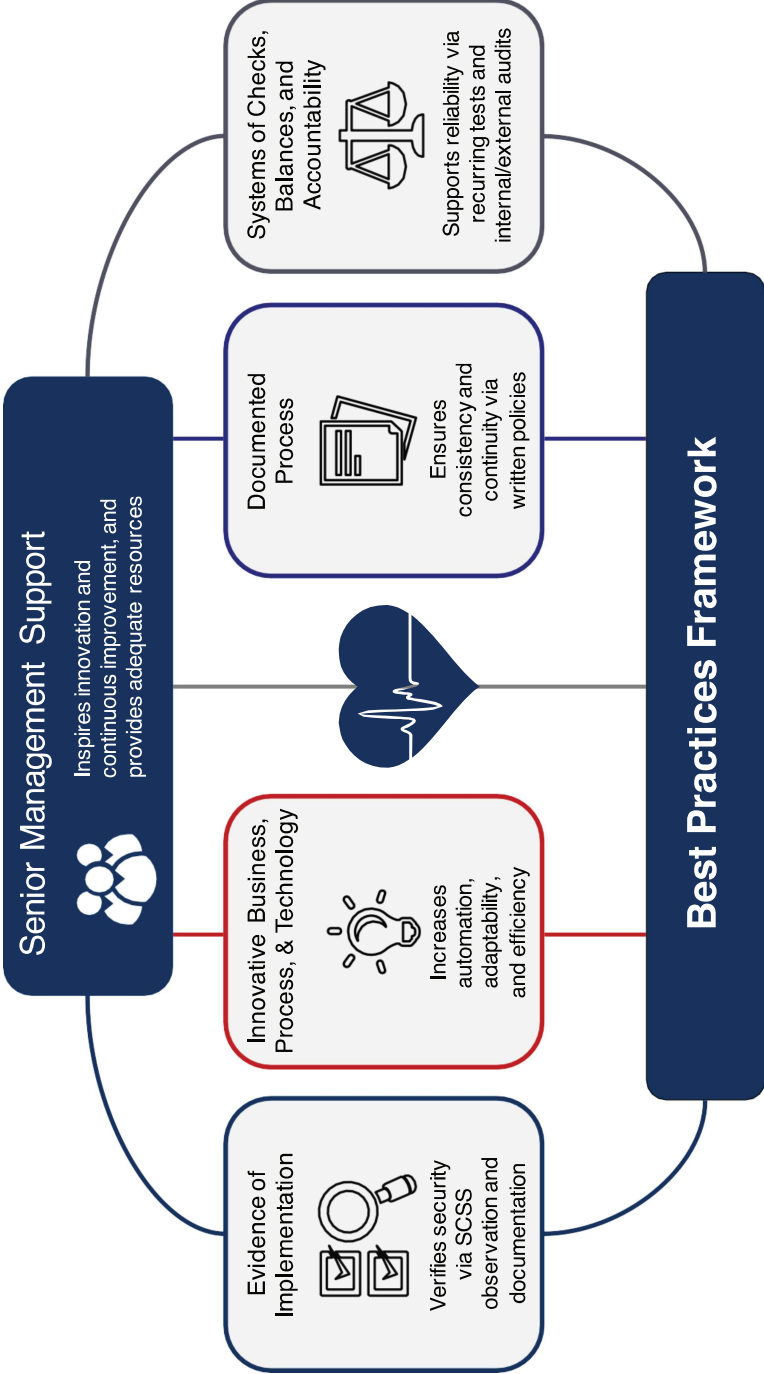 Senior Management Support
Inspires innovation and
continuous improvement, and
provides adequate resources
Evidence of
Implementation
Verifies security
via SCSS
observation and
documentation
Innovative Business,
Process, & Technology
Increases
automation,
adaptability,
and efficiency
Documented
Process
Ensures
consistency and
continuity via
written policies
Systems of Checks,
Balances, and
Accountability
Supports reliability via
recurring tests and
internal/external audits
Best Practices Framework